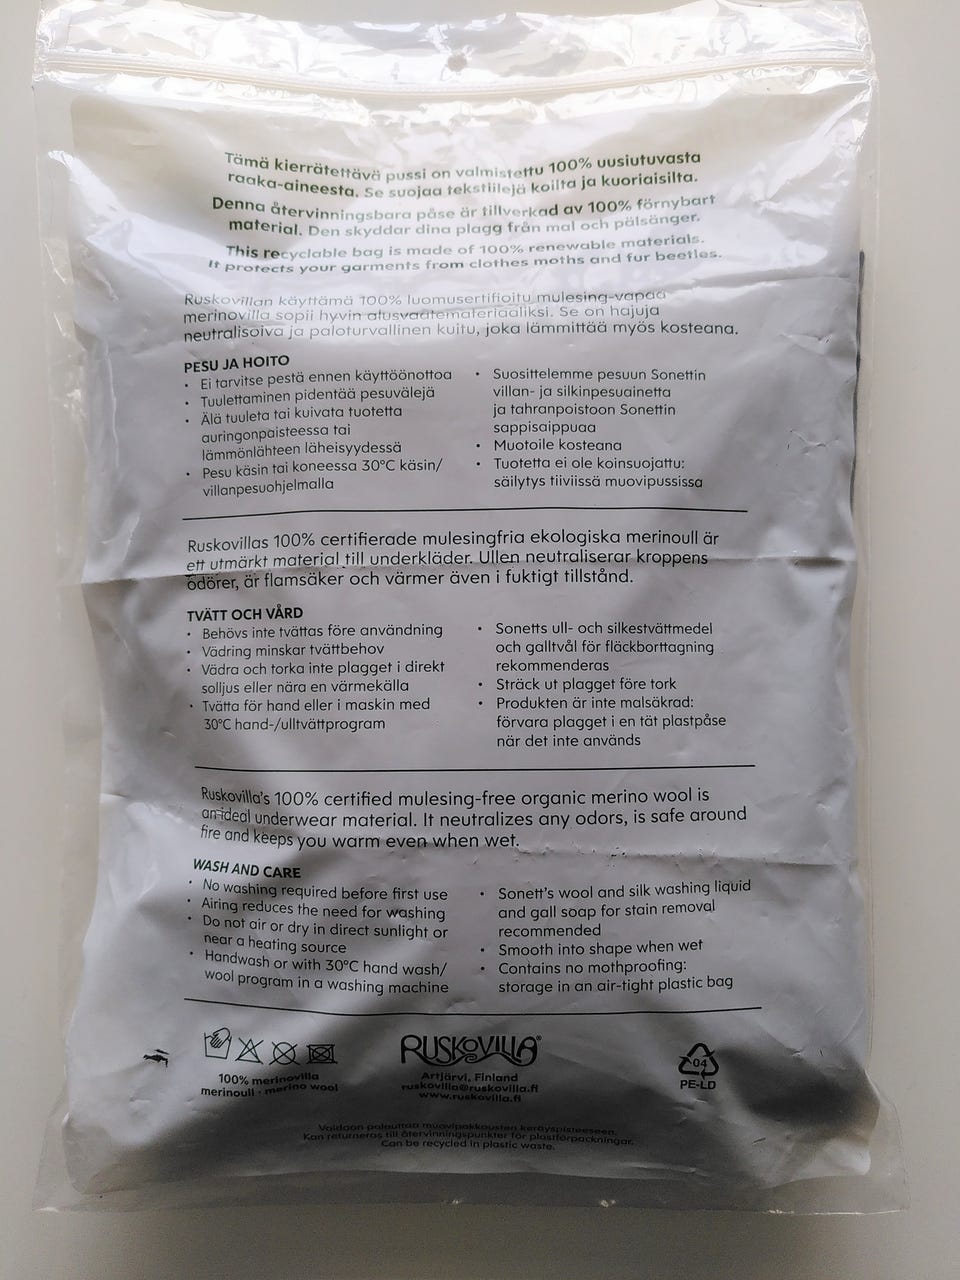 Tämä kierrätettävä pussi on valmistettu 100% uusiutuvasta
raaka-aineesta. Se suojaa tekstiilejä koilta ja kuoriaisilta.
Denna återvinningsbara påse är tillverkad av 100% förnybart
material. Den skyddar dina plagg från mal och pälsänger.
This recyclable bag is made of 100% renewable materials.
It protects your garments from clothes moths and fur beetles.
Ruskovillan käyttämä 100% luomusertifioitu mulesing-vapaa
merinovilla sopii hyvin alusvaatemateriaaliksi. Se on hajuja
neutralisoiva ja paloturvallinen kuitu, joka lämmittää myös kosteana.
PESU JA HOITO
• Ei tarvitse pestä ennen käyttöönottoa
• Tuulettaminen pidentää pesuvälejä
• Älä tuuleta tai kuivata tuotetta
auringonpaisteessa tai
lämmönlähteen läheisyydessä
• Pesu käsin tai koneessa 30°C käsin/
villanpesuohjelmalla
• Suosittelemme pesuun Sonettin
villan- ja silkinpesuainetta
ja tahranpoistoon Sonettin
sappisaippuaa
• Muotoile kosteana
• Tuotetta ei ole koinsuojattu:
säilytys tiiviissä muovipussissa
Ruskovillas 100% certifierade mulesingfria ekologiska merinoull är
ett utmärkt material till underkläder. Ullen neutraliserar kroppens
odörer, är flamsäker och värmer även i fuktigt tillstånd.
TVÄTT OCH VÅRD
• Behövs inte tvättas före användning
• Vädring minskar tvättbehov
• Vädra och torka inte plagget i direkt
solljus eller nära en värmekälla
• Tvätta för hand eller i maskin med
30°C hand-/ulltvättprogram
• Sonetts ull- och silkestvättmedel
och galltvål för fläckborttagning
rekommenderas
• Sträck ut plagget före tork
• Produkten är inte malsäkrad:
förvara plagget i en tät plastpåse
när det inte används
Ruskovilla's 100% certified mulesing-free organic merino wool is
an ideal underwear material. It neutralizes any odors, is safe around
fire and keeps you warm even when wet.
WASH AND CARE
• No washing required before first use
• Airing reduces the need for washing
• Do not air or dry in direct sunlight or
near a heating source
• Handwash or with 30°C hand wash/
wool program in a washing machine
• Sonett's wool and silk washing liquid
and gall soap for stain removal
recommended
• Smooth into shape when wet
• Contains no mothproofing:
storage in an air-tight plastic bag
100% merinovilla
merinoull · merino wool
RUSKOVILLA®
Artjärvi, Finland
ruskovilla@ruskovilla.fi
www.ruskovilla.fi
04
PE-LD
Voidaan palauttaa muovipakkausten keräyspisteeseen.
Kan returneras till återvinningspunkter för plastförpackningar.
Can be recycled in plastic waste.